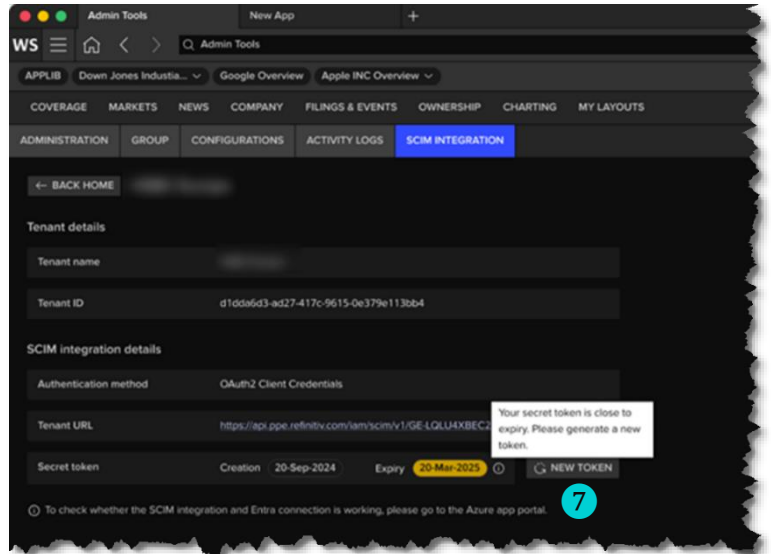 Admin Tools New App +
WS Admin Tools
APPLIB Down Jones Industia... Google Overview Apple INC Overview
COVERAGE MARKETS NEWS COMPANY FILINGS & EVENTS OWNERSHIP CHARTING MY LAYOUTS
ADMINISTRATION GROUP CONFIGURATIONS ACTIVITY LOGS SCIM INTEGRATION
← BACK HOME
Tenant details
Tenant name
Tenant ID d1dda6d3-ad27-417c-9615-0e379e113bb4
SCIM integration details
Authentication method OAuth2 Client Credentials
Your secret token is close to
expiry. Please generate a new
token.
Tenant URL https://api.ppe.refinitiv.com/iam/scim/v1/GE-LQLU4XBEC2
Secret token Creation 20-Sep-2024 Expiry 20-Mar-2025 NEW TOKEN
To check whether the SCIM integration and Entra connection is working, please go to the Azure app portal.
7